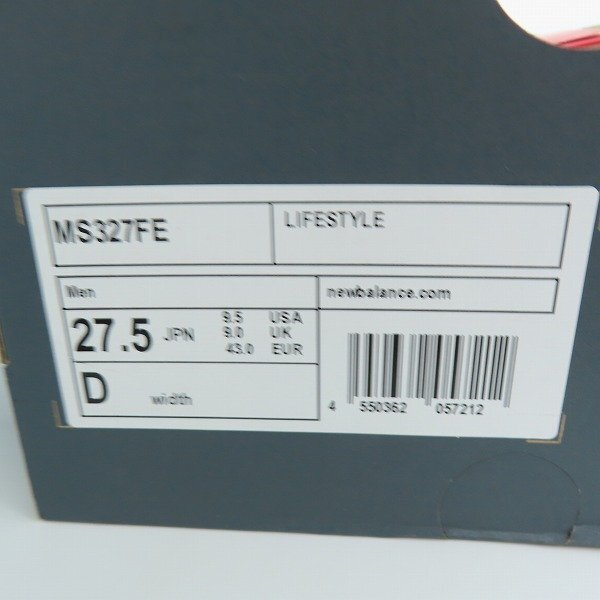 MS327FE
LIFESTYLE
Men
newbalance.com
27.5 JPN
9.5 USA
9.0 UK
43.0 EUR
D width
4 550362 057212